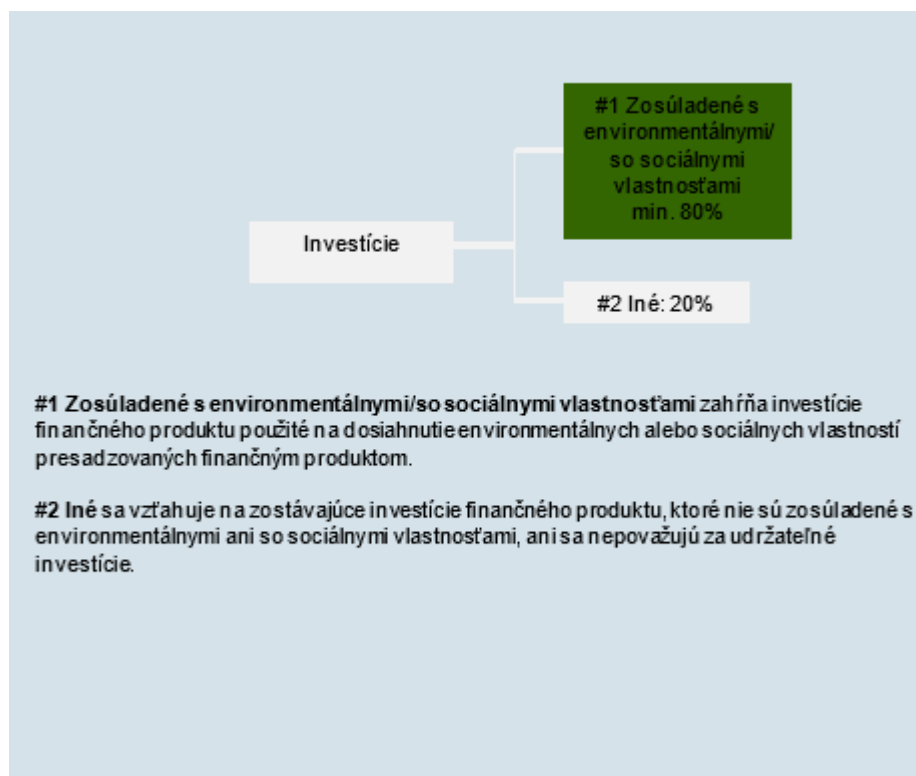 #1 Zosúladené s
environmentálnymi/
so sociálnymi
vlastnosťami
min. 80%
Investície
#2 Iné: 20%
#1 Zosúladené s environmentálnymi/so sociálnymi vlastnosťami zahŕňa investície
finančného produktu použité na dosiahnutie environmentálnych alebo sociálnych vlastností
presadzovaných finančným produktom.
#2 Iné sa vzťahuje na zostávajúce investície finančného produktu, ktoré nie sú zosúladené s
environmentálnymi ani so sociálnymi vlastnosťami, ani sa nepovažujú za udržateľné
investície.